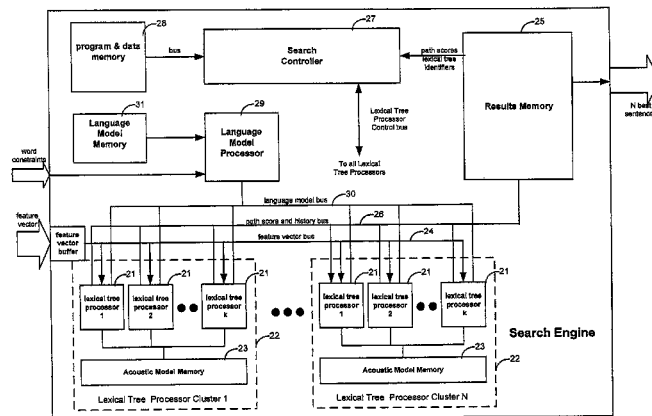 28
program & data
memory
bus
27
Search
Controller
path scores
lexical tree
identifiers
25
Results Memory
N best
sentences
31
Language
Model
Memory
29
Language
Model
Processor
Lexical Tree
Processor
Control bus
To all Lexical
Tree Processors
word
constraints
language model bus
30
path score and history bus
26
feature
vector
feature
vector
buffer
feature vector bus
24
21
21
21
21
21
21
lexical tree
processor
1
lexical tree
processor
2
lexical tree
processor
k
lexical tree
processor
1
lexical tree
processor
2
lexical tree
processor
k
Search Engine
22
22
23
23
Acoustic Model Memory
Acoustic Model Memory
Lexical Tree Processor Cluster 1
Lexical Tree Processor Cluster N